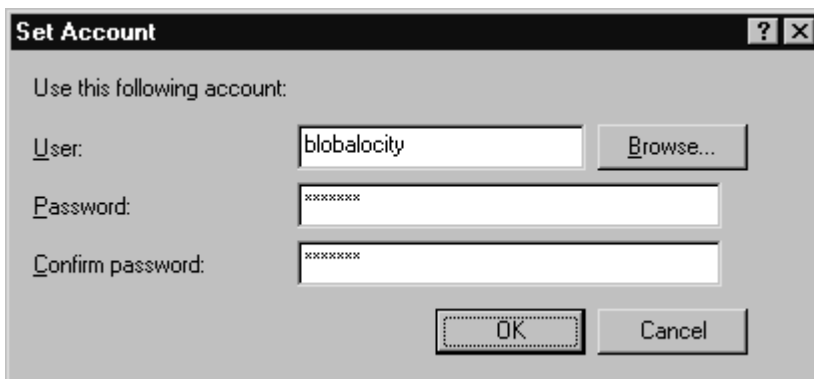 Set Account
Use this following account:
User: blobalocity Browse...
Password: *******
Confirm password: *******
OK Cancel